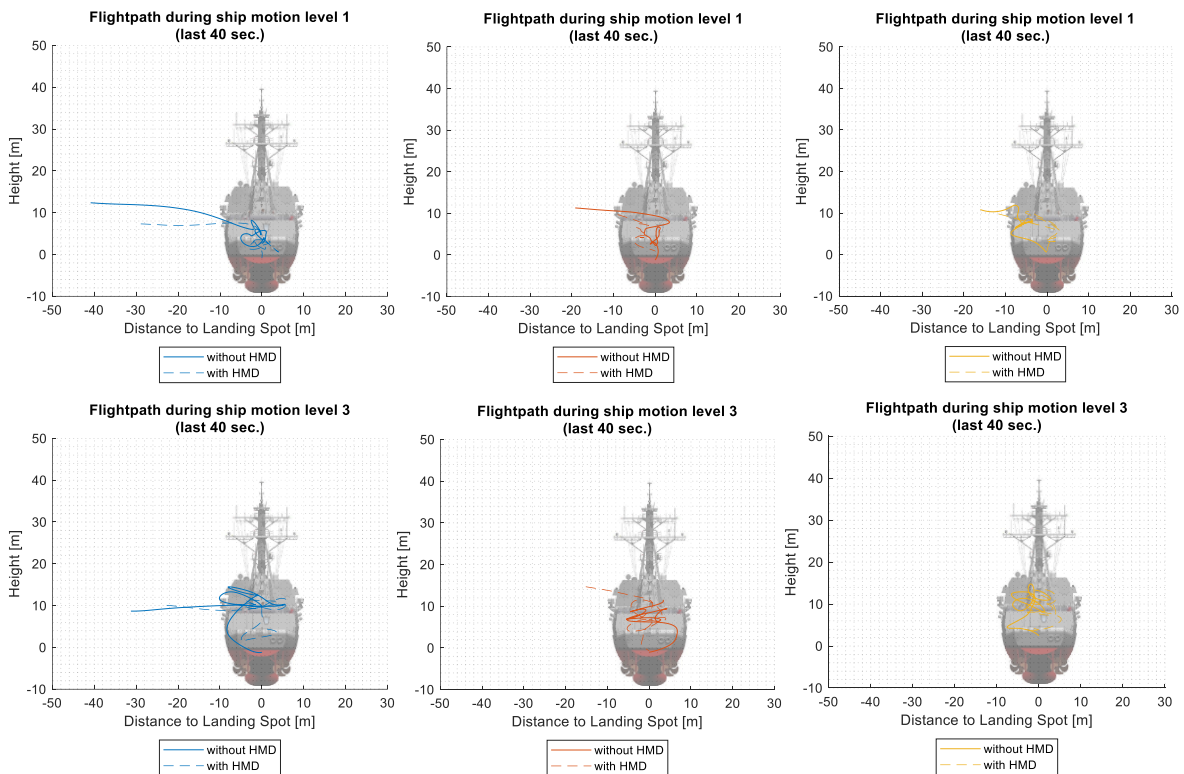 Flightpath during ship motion level 1
(last 40 sec.)
50
40
30
20
10
0
-10
Height [m]
-50 -40 -30 -20 -10 0 10 20 30
Distance to Landing Spot [m]
without HMD
with HMD
Flightpath during ship motion level 1
(last 40 sec.)
50
40
30
20
10
0
-10
Height [m]
-50 -40 -30 -20 -10 0 10 20 30
Distance to Landing Spot [m]
without HMD
with HMD
Flightpath during ship motion level 1
(last 40 sec.)
50
40
30
20
10
0
-10
Height [m]
-50 -40 -30 -20 -10 0 10 20 30
Distance to Landing Spot [m]
without HMD
with HMD
Flightpath during ship motion level 3
(last 40 sec.)
50
40
30
20
10
0
-10
Height [m]
-50 -40 -30 -20 -10 0 10 20 30
Distance to Landing Spot [m]
without HMD
with HMD
Flightpath during ship motion level 3
(last 40 sec.)
50
40
30
20
10
0
-10
Height [m]
-50 -40 -30 -20 -10 0 10 20 30
Distance to Landing Spot [m]
without HMD
with HMD
Flightpath during ship motion level 3
(last 40 sec.)
50
40
30
20
10
0
-10
Height [m]
-50 -40 -30 -20 -10 0 10 20 30
Distance to Landing Spot [m]
without HMD
with HMD